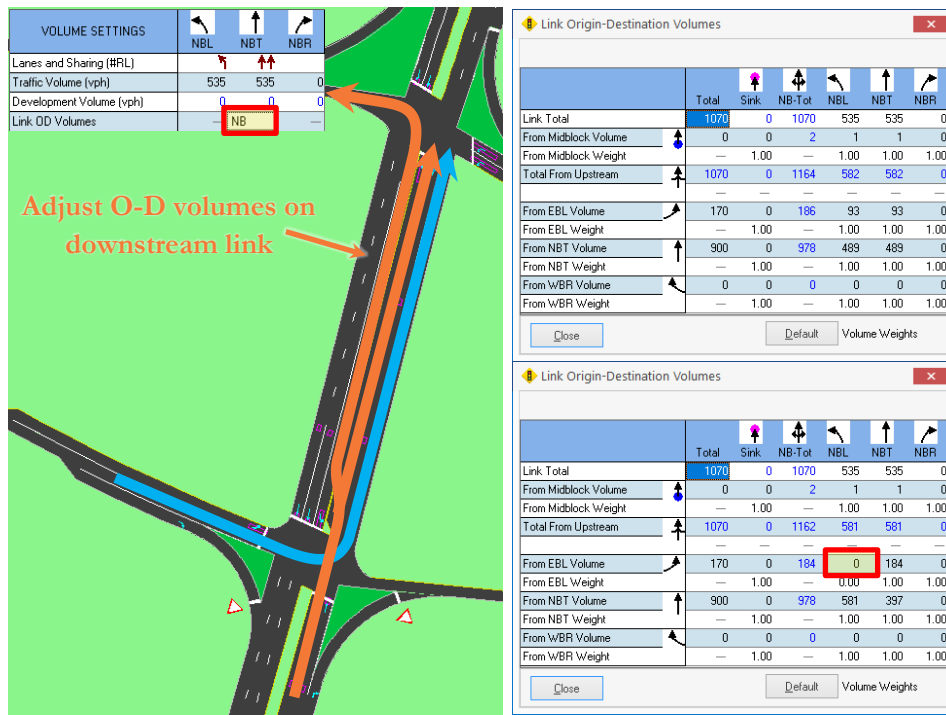 VOLUME SETTINGS NBL NBT NBR
Lanes and Sharing (#RL)
Traffic Volume (vph) 535 535 0
Development Volume (vph) 0 0 0
Link OD Volumes — NB —
Adjust O-D volumes on
downstream link
Link Origin-Destination Volumes
Total Sink NB-Tot NBL NBT NBR
Link Total 1070 0 1070 535 535 0
From Midblock Volume 0 0 2 1 1 0
From Midblock Weight — 1.00 — 1.00 1.00 1.00
Total From Upstream 1070 0 1164 582 582 0
— — — — — —
From EBL Volume 170 0 186 93 93 0
From EBL Weight — 1.00 — 1.00 1.00 1.00
From NBT Volume 900 0 978 489 489 0
From NBT Weight — 1.00 — 1.00 1.00 1.00
From WBR Volume 0 0 0 0 0 0
From WBR Weight — 1.00 — 1.00 1.00 1.00
Close Default Volume Weights
Link Origin-Destination Volumes
Total Sink NB-Tot NBL NBT NBR
Link Total 1070 0 1070 535 535 0
From Midblock Volume 0 0 2 1 1 0
From Midblock Weight — 1.00 — 1.00 1.00 1.00
Total From Upstream 1070 0 1162 581 581 0
— — — — — —
From EBL Volume 170 0 184 0 184 0
From EBL Weight — 1.00 — 0.00 1.00 1.00
From NBT Volume 900 0 978 581 397 0
From NBT Weight — 1.00 — 1.00 1.00 1.00
From WBR Volume 0 0 0 0 0 0
From WBR Weight — 1.00 — 1.00 1.00 1.00
Close Default Volume Weights